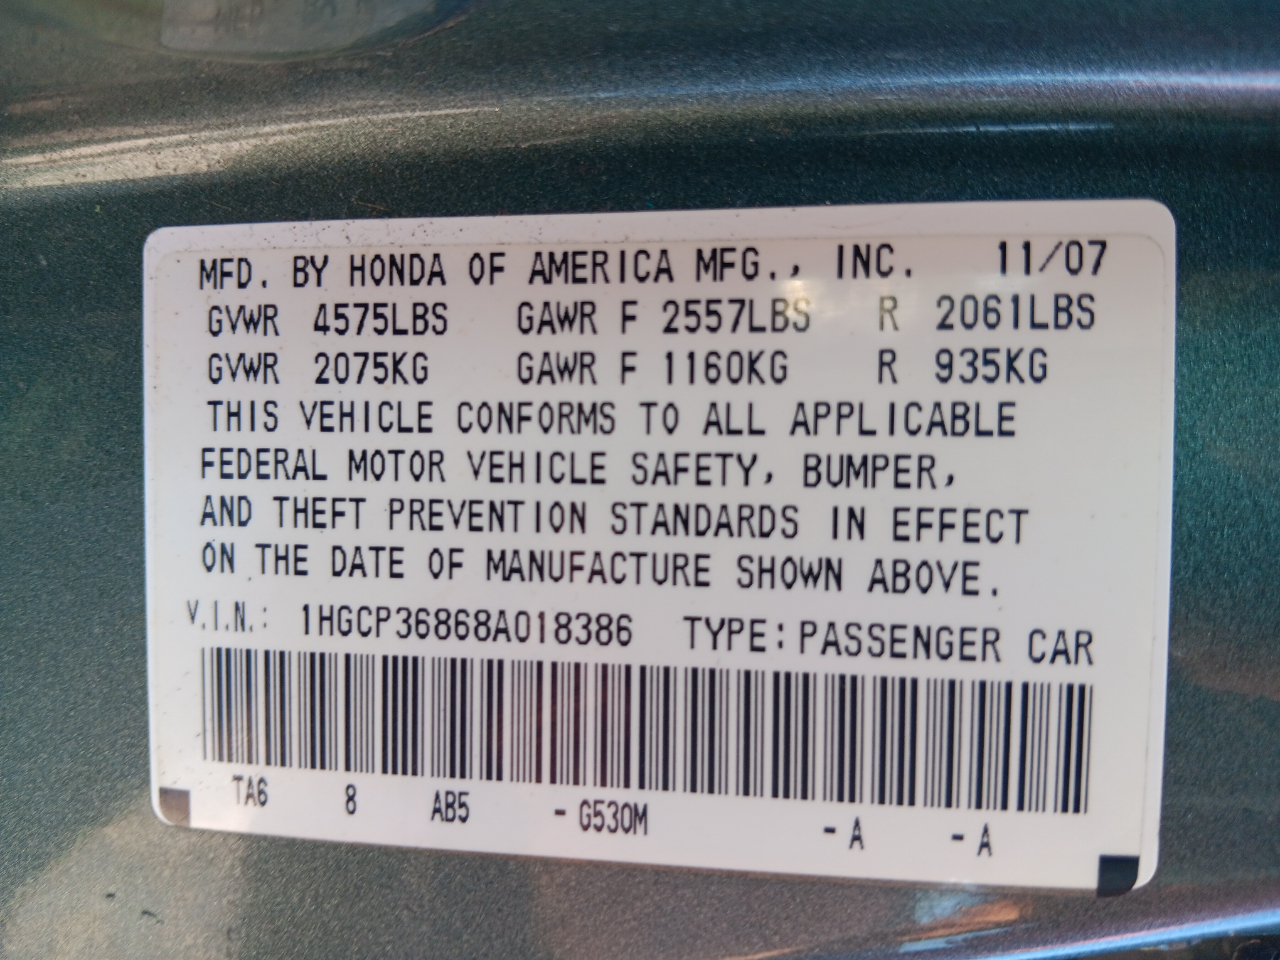 MFD. BY HONDA OF AMERICA MFG., INC. 11/07
GVWR 4575LBS GAWR F 2557LBS R 2061LBS
GVWR 2075KG GAWR F 1160KG R 935KG
THIS VEHICLE CONFORMS TO ALL APPLICABLE
FEDERAL MOTOR VEHICLE SAFETY, BUMPER,
AND THEFT PREVENTION STANDARDS IN EFFECT
ON THE DATE OF MANUFACTURE SHOWN ABOVE.
V.I.N.: 1HGCP36868A018386 TYPE: PASSENGER CAR
TA6 8 AB5 - G530M - A - A